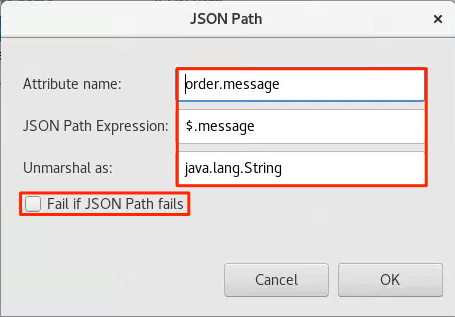 JSON Path
×
Attribute name: order.message
JSON Path Expression: $.message
Unmarshal as: java.lang.String
Fail if JSON Path fails
Cancel OK